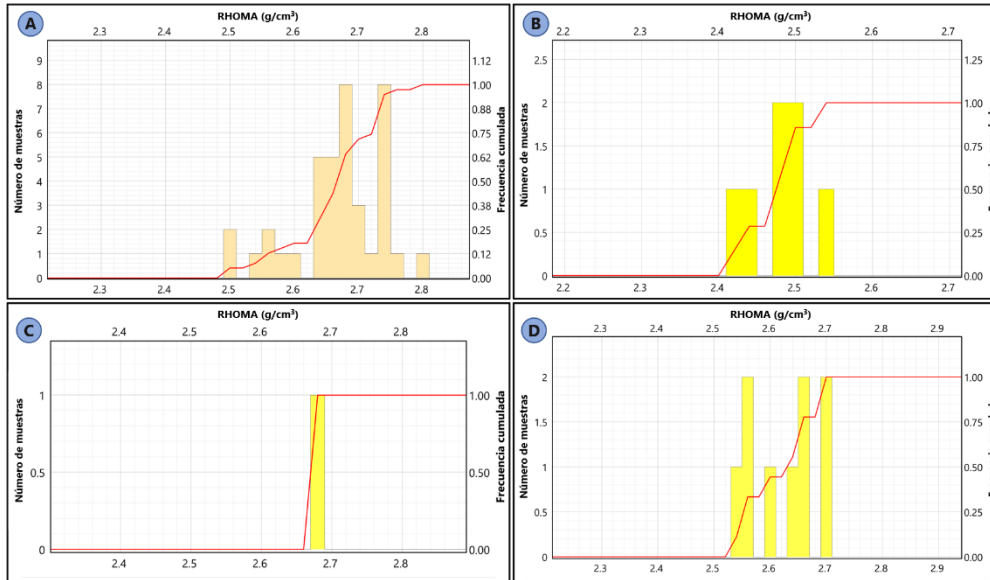 A
RHOMA (g/cm³)
2.3 2.4 2.5 2.6 2.7 2.8
Número de muestras
9
8
7
6
5
4
3
2
1
0
Frecuencia cumulada
1.12
1.00
0.88
0.75
0.62
0.50
0.38
0.25
0.12
0.00
2.3 2.4 2.5 2.6 2.7 2.8
B
RHOMA (g/cm³)
2.2 2.3 2.4 2.5 2.6 2.7
Número de muestras
2.5
2
1.5
1
0.5
0
1.25
1.00
0.75
0.50
0.25
0.00
2.2 2.3 2.4 2.5 2.6 2.7
C
RHOMA (g/cm³)
2.4 2.5 2.6 2.7 2.8
Número de muestras
1
0.5
0
Frecuencia cumulada
1.00
0.50
0.00
2.4 2.5 2.6 2.7 2.8
D
RHOMA (g/cm³)
2.3 2.4 2.5 2.6 2.7 2.8 2.9
Número de muestras
2
1.5
1
0.5
0
1.00
0.75
0.50
0.25
0.00
2.3 2.4 2.5 2.6 2.7 2.8 2.9